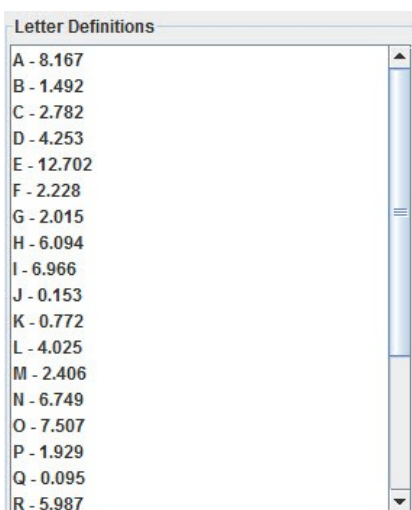 Letter Definitions
A - 8.167
B - 1.492
C - 2.782
D - 4.253
E - 12.702
F - 2.228
G - 2.015
H - 6.094
I - 6.966
J - 0.153
K - 0.772
L - 4.025
M - 2.406
N - 6.749
O - 7.507
P - 1.929
Q - 0.095
R - 5.987